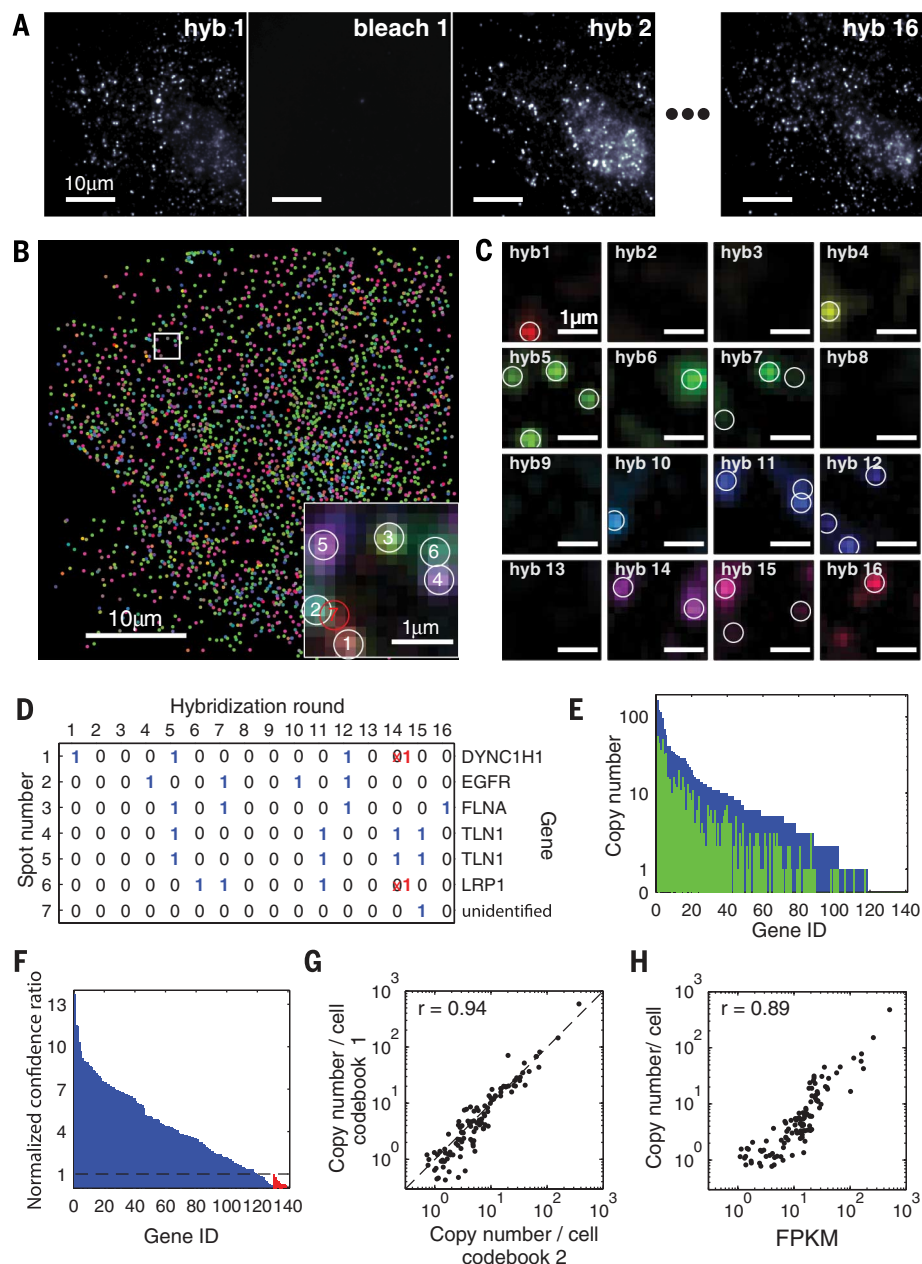 A
hyb 1
bleach 1
hyb 2
hyb 16
10μm
B
10μm
5
3
6
4
2
7
1
1μm
C
hyb1
hyb2
hyb3
hyb4
1μm
hyb5
hyb6
hyb7
hyb8
hyb9
hyb 10
hyb 11
hyb 12
hyb 13
hyb 14
hyb 15
hyb 16
D
Hybridization round
1 2 3 4 5 6 7 8 9 10 11 12 13 14 15 16
Spot number
1 1 0 0 0 1 0 0 0 0 0 0 1 0 0x1 0 0 DYNC1H1
2 0 0 0 1 0 0 1 0 0 1 0 1 0 0 0 0 EGFR
3 0 0 0 0 1 0 1 0 0 0 0 1 0 0 0 1 FLNA
4 0 0 0 0 1 0 0 0 0 0 1 0 0 1 1 0 TLN1
5 0 0 0 0 1 0 0 0 0 0 1 0 0 1 1 0 TLN1
6 0 0 0 0 0 1 1 0 0 0 1 0 0 0x1 0 0 LRP1
7 0 0 0 0 0 0 0 0 0 0 0 0 0 0 1 0 unidentified
Gene
E
Copy number
100
10
1
0
0 20 40 60 80 100 120 140
Gene ID
F
Normalized confidence ratio
13
10
7
4
1
0 20 40 60 80 100 120 140
Gene ID
G
r = 0.94
Copy number / cell
codebook 1
10³
10²
10¹
10⁰
10⁰ 10¹ 10² 10³
Copy number / cell
codebook 2
H
r = 0.89
Copy number/ cell
10³
10²
10¹
10⁰
10⁰ 10¹ 10² 10³
FPKM